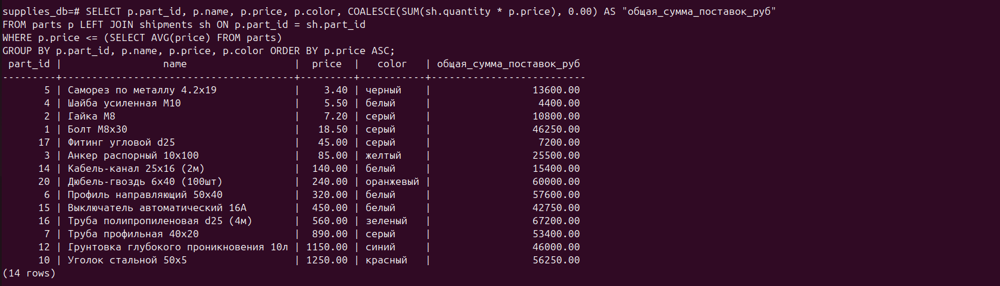 supplies_db=# SELECT p.part_id, p.name, p.price, p.color, COALESCE(SUM(sh.quantity * p.price), 0.00) AS "общая_сумма_поставок_руб"
FROM parts p LEFT JOIN shipments sh ON p.part_id = sh.part_id
WHERE p.price <= (SELECT AVG(price) FROM parts)
GROUP BY p.part_id, p.name, p.price, p.color ORDER BY p.price ASC;
 part_id |                 name                  |  price  |   color   | общая_сумма_поставок_руб
---------+---------------------------------------+---------+-----------+--------------------------
       5 | Саморез по металлу 4.2x19             |    3.40 | черный    |                 13600.00
       4 | Шайба усиленная М10                   |    5.50 | белый     |                  4400.00
       2 | Гайка М8                              |    7.20 | серый     |                 10800.00
       1 | Болт М8х30                            |   18.50 | серый     |                 46250.00
      17 | Фитинг угловой d25                    |   45.00 | серый     |                  7200.00
       3 | Анкер распорный 10х100                |   85.00 | желтый    |                 25500.00
      14 | Кабель-канал 25х16 (2м)               |  140.00 | белый     |                 15400.00
      20 | Дюбель-гвоздь 6х40 (100шт)            |  240.00 | оранжевый |                 60000.00
       6 | Профиль направляющий 50х40            |  320.00 | белый     |                 57600.00
      15 | Выключатель автоматический 16А        |  450.00 | белый     |                 42750.00
      16 | Труба полипропиленовая d25 (4м)       |  560.00 | зеленый   |                 67200.00
       7 | Труба профильная 40х20                |  890.00 | серый     |                 53400.00
      12 | Грунтовка глубокого проникновения 10л | 1150.00 | синий     |                 46000.00
      10 | Уголок стальной 50х5                  | 1250.00 | красный   |                 56250.00
(14 rows)